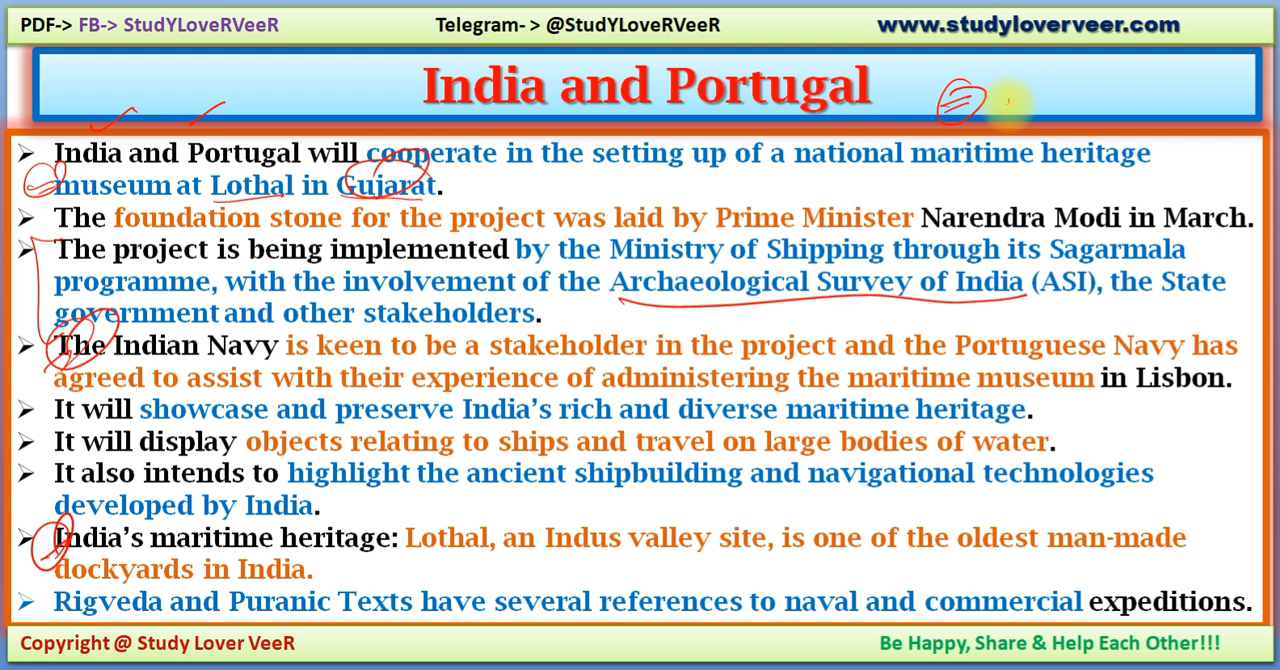 PDF-> FB-> StudYLoveRVeeR Telegram- > @StudYLoveRVeeR www.studyloverveer.com
India and Portugal
➢ India and Portugal will cooperate in the setting up of a national maritime heritage
museum at Lothal in Gujarat.
➢ The foundation stone for the project was laid by Prime Minister Narendra Modi in March.
➢ The project is being implemented by the Ministry of Shipping through its Sagarmala
programme, with the involvement of the Archaeological Survey of India (ASI), the State
government and other stakeholders.
➢ The Indian Navy is keen to be a stakeholder in the project and the Portuguese Navy has
agreed to assist with their experience of administering the maritime museum in Lisbon.
➢ It will showcase and preserve India's rich and diverse maritime heritage.
➢ It will display objects relating to ships and travel on large bodies of water.
➢ It also intends to highlight the ancient shipbuilding and navigational technologies
developed by India.
➢ India's maritime heritage: Lothal, an Indus valley site, is one of the oldest man-made
dockyards in India.
➢ Rigveda and Puranic Texts have several references to naval and commercial expeditions.
Copyright @ Study Lover VeeR Be Happy, Share & Help Each Other!!!